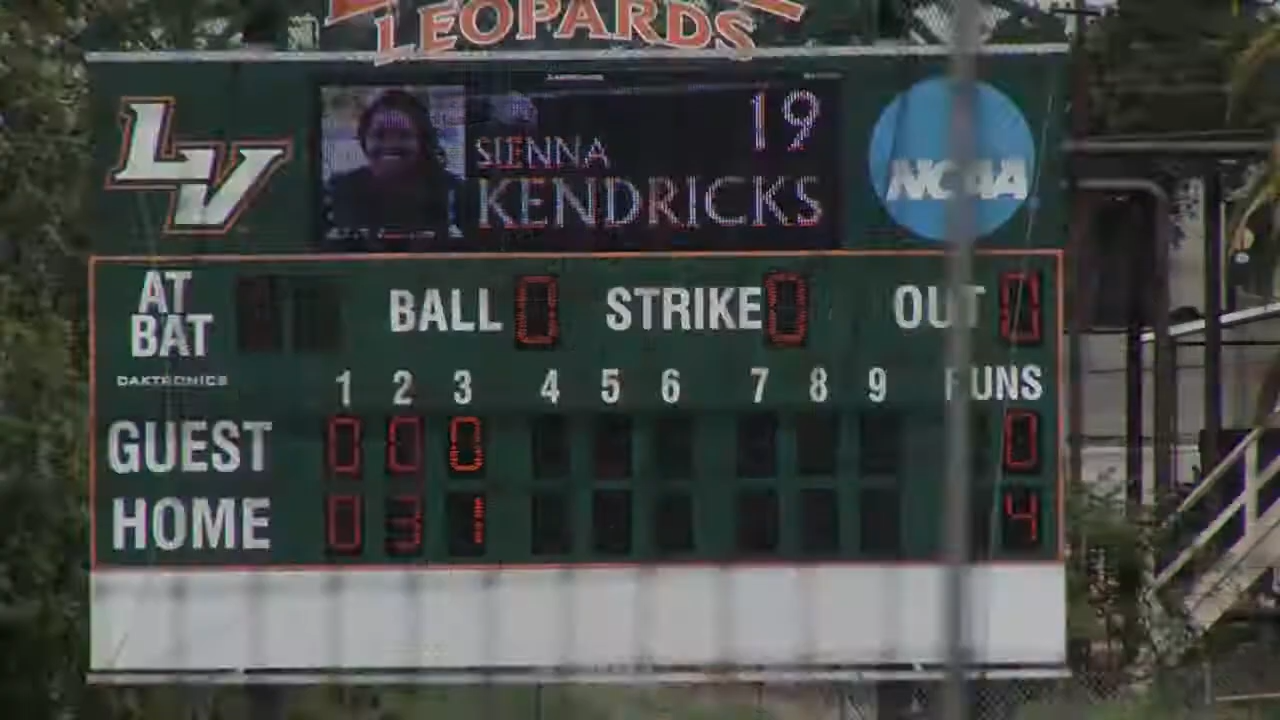 LEOPARDS
LV
19
SIENNA
KENDRICKS
NCAA
AT BAT
BALL 0 STRIKE 0 OUT 0
DAKTRONICS
1 2 3 4 5 6 7 8 9 RUNS
GUEST 0 0 0 0
HOME 0 3 1 4